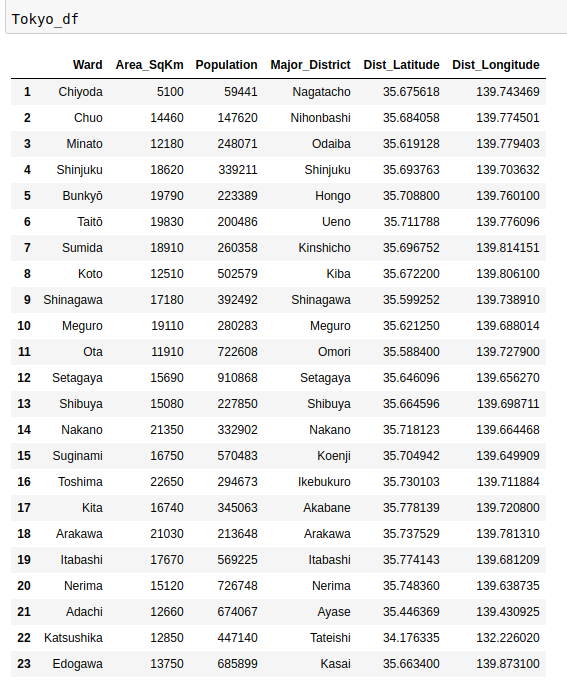 Tokyo_df
Ward Area_SqKm Population Major_District Dist_Latitude Dist_Longitude
1 Chiyoda 5100 59441 Nagatacho 35.675618 139.743469
2 Chuo 14460 147620 Nihonbashi 35.684058 139.774501
3 Minato 12180 248071 Odaiba 35.619128 139.779403
4 Shinjuku 18620 339211 Shinjuku 35.693763 139.703632
5 Bunkyō 19790 223389 Hongo 35.708800 139.760100
6 Taitō 19830 200486 Ueno 35.711788 139.776096
7 Sumida 18910 260358 Kinshicho 35.696752 139.814151
8 Koto 12510 502579 Kiba 35.672200 139.806100
9 Shinagawa 17180 392492 Shinagawa 35.599252 139.738910
10 Meguro 19110 280283 Meguro 35.621250 139.688014
11 Ota 11910 722608 Omori 35.588400 139.727900
12 Setagaya 15690 910868 Setagaya 35.646096 139.656270
13 Shibuya 15080 227850 Shibuya 35.664596 139.698711
14 Nakano 21350 332902 Nakano 35.718123 139.664468
15 Suginami 16750 570483 Koenji 35.704942 139.649909
16 Toshima 22650 294673 Ikebukuro 35.730103 139.711884
17 Kita 16740 345063 Akabane 35.778139 139.720800
18 Arakawa 21030 213648 Arakawa 35.737529 139.781310
19 Itabashi 17670 569225 Itabashi 35.774143 139.681209
20 Nerima 15120 726748 Nerima 35.748360 139.638735
21 Adachi 12660 674067 Ayase 35.446369 139.430925
22 Katsushika 12850 447140 Tateishi 34.176335 132.226020
23 Edogawa 13750 685899 Kasai 35.663400 139.873100